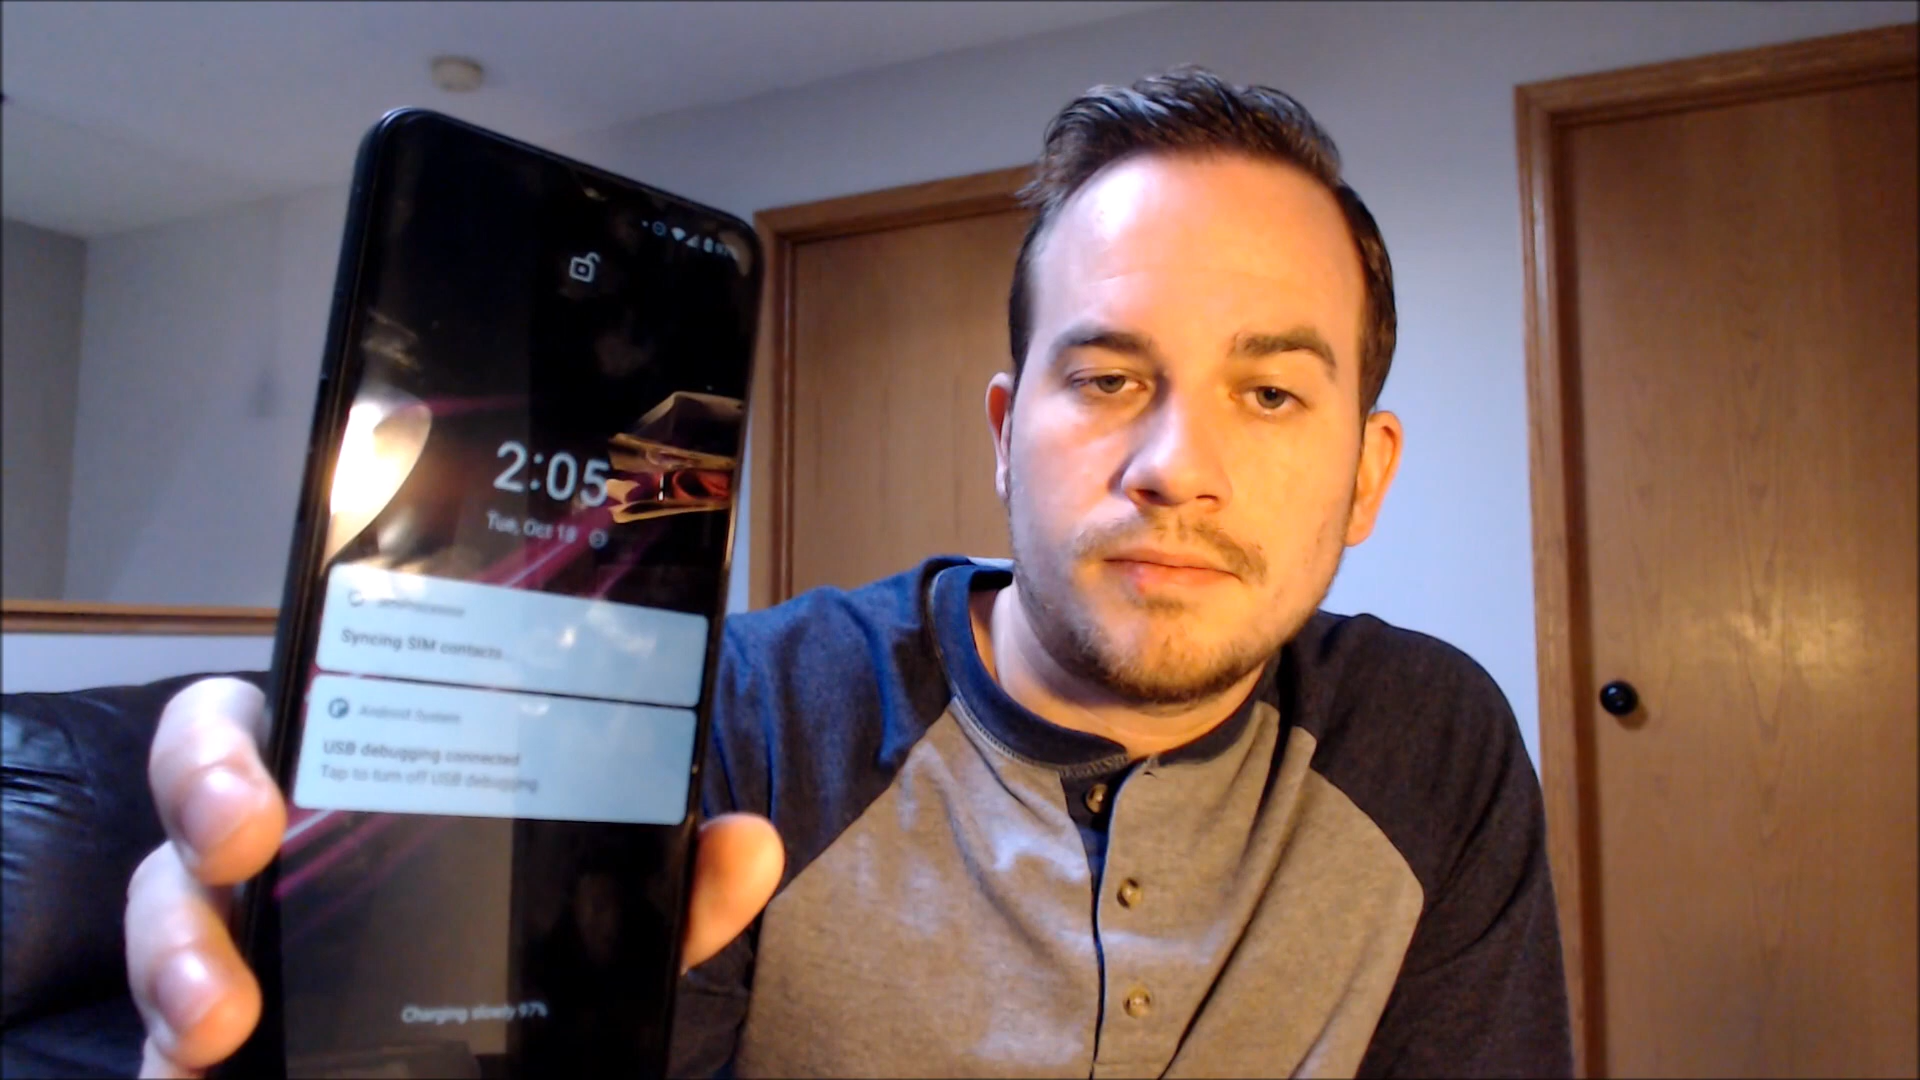 2:05
Tue, Oct 18
Syncing SIM contacts...
Android System
USB debugging connected
Tap to turn off USB debugging
Charging slowly 97%